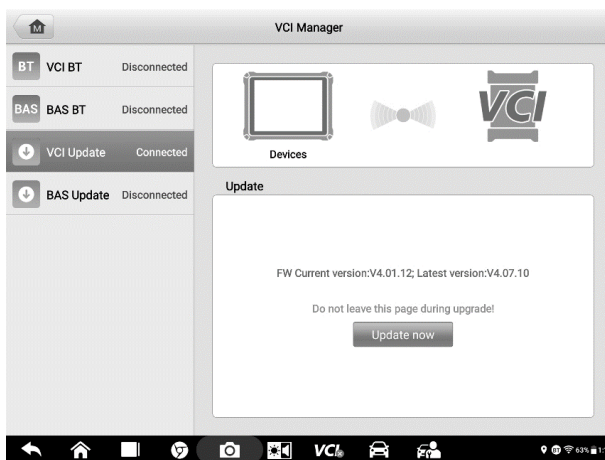 M
VCI Manager
BT VCI BT Disconnected
BAS BAS BT Disconnected
VCI Update Connected
BAS Update Disconnected
VCI
Devices
Update
FW Current version:V4.01.12; Latest version:V4.07.10
Do not leave this page during upgrade!
Update now
VCI
BT 63%